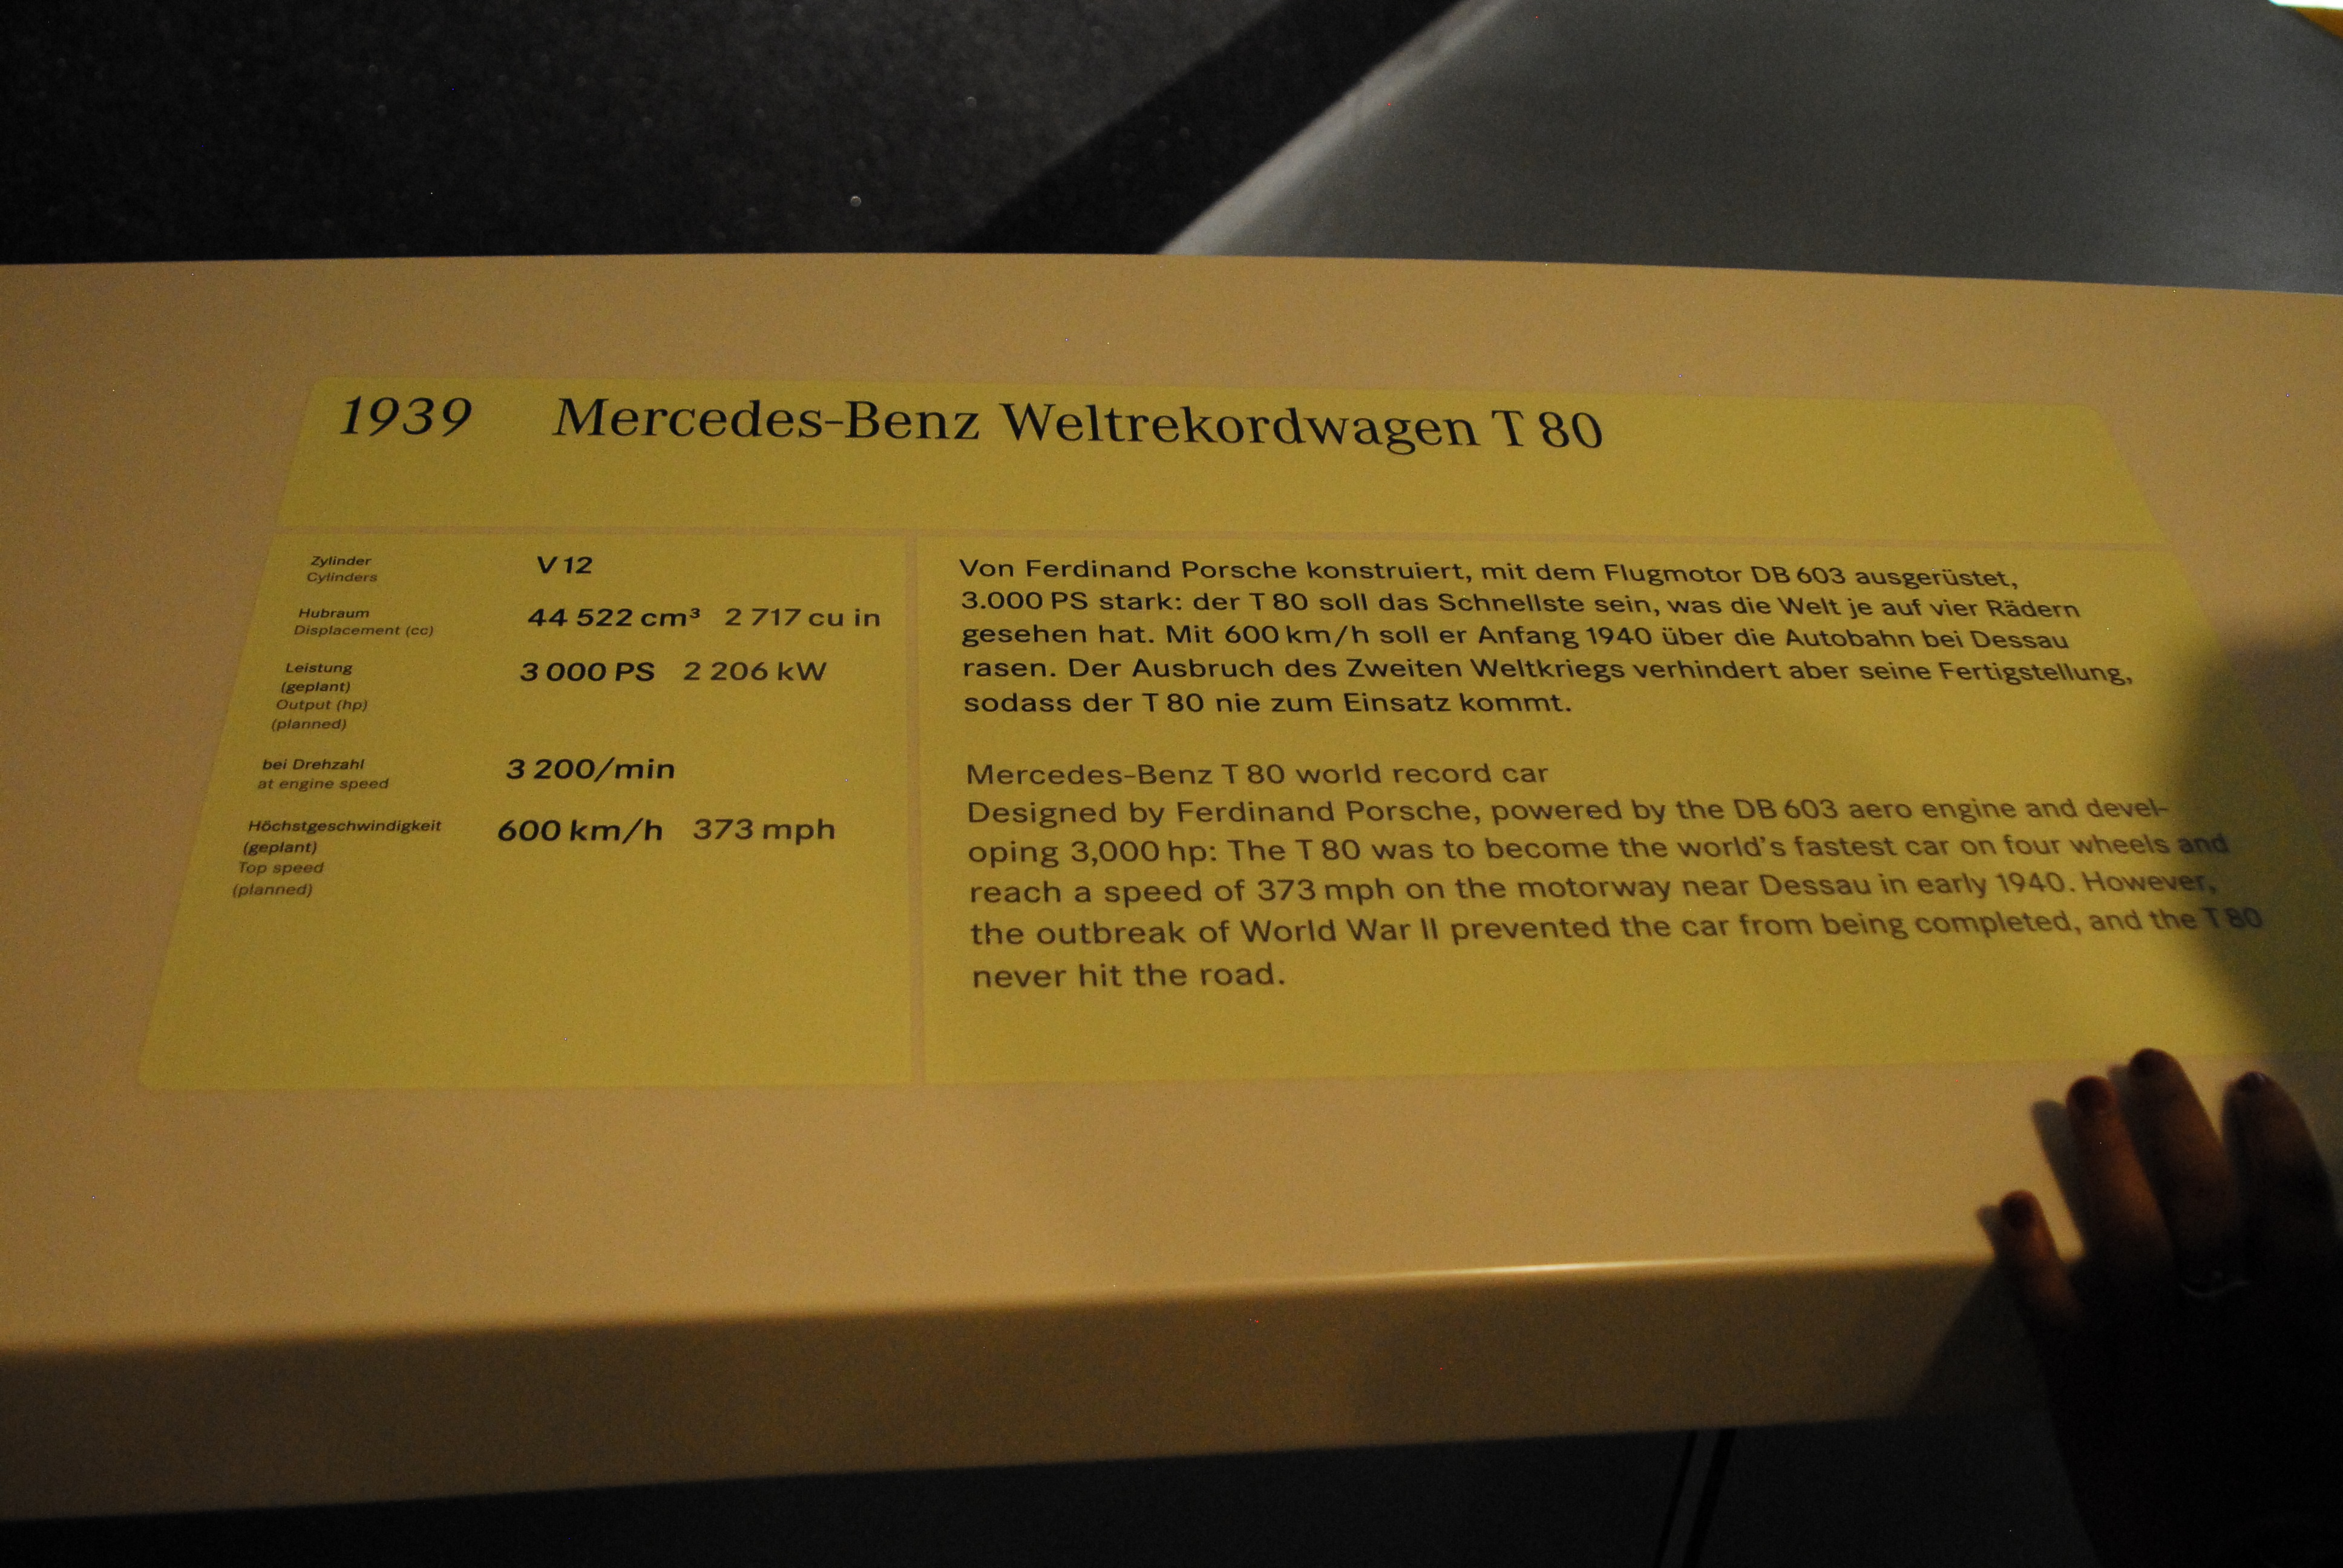 1939 Mercedes-Benz Weltrekordwagen T 80
Zylinder
Cylinders
V 12
Hubraum
Displacement (cc)
44 522 cm³ 2 717 cu in
Leistung
(geplant)
Output (hp)
(planned)
3 000 PS 2 206 kW
bei Drehzahl
at engine speed
3 200/min
Höchstgeschwindigkeit
(geplant)
Top speed
(planned)
600 km/h 373 mph
Von Ferdinand Porsche konstruiert, mit dem Flugmotor DB 603 ausgerüstet,
3.000 PS stark: der T 80 soll das Schnellste sein, was die Welt je auf vier Rädern
gesehen hat. Mit 600 km/h soll er Anfang 1940 über die Autobahn bei Dessau
rasen. Der Ausbruch des Zweiten Weltkriegs verhindert aber seine Fertigstellung,
sodass der T 80 nie zum Einsatz kommt.
Mercedes-Benz T 80 world record car
Designed by Ferdinand Porsche, powered by the DB 603 aero engine and devel-
oping 3,000 hp: The T 80 was to become the world's fastest car on four wheels and
reach a speed of 373 mph on the motorway near Dessau in early 1940. However,
the outbreak of World War II prevented the car from being completed, and the T 80
never hit the road.